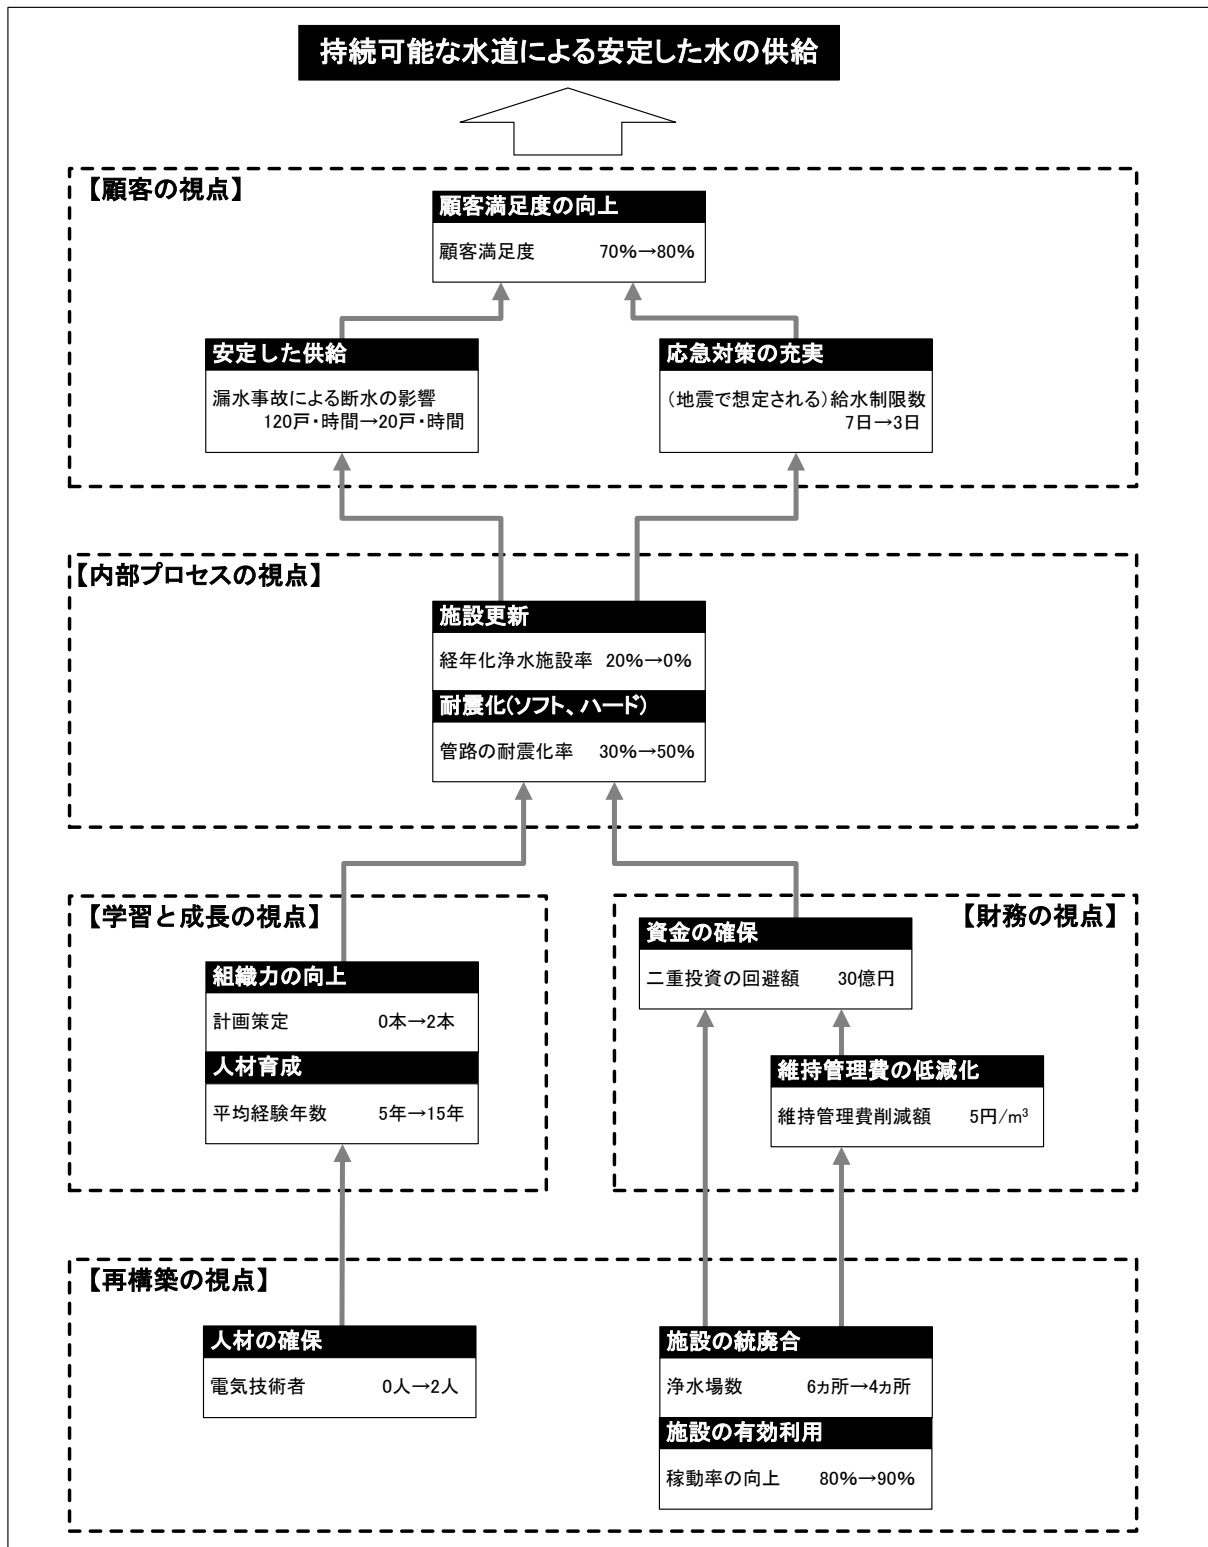 持続可能な水道による安定した水の供給
【顧客の視点】
顧客満足度の向上
顧客満足度 70%→80%
安定した供給
漏水事故による断水の影響
120戸・時間→20戸・時間
応急対策の充実
(地震で想定される)給水制限数
7日→3日
【内部プロセスの視点】
施設更新
経年化浄水施設率 20%→0%
耐震化(ソフト、ハード)
管路の耐震化率 30%→50%
【学習と成長の視点】
組織力の向上
計画策定 0本→2本
人材育成
平均経験年数 5年→15年
【財務の視点】
資金の確保
二重投資の回避額 30億円
維持管理費の低減化
維持管理費削減額 5円/m³
【再構築の視点】
人材の確保
電気技術者 0人→2人
施設の統廃合
浄水場数 6ヵ所→4ヵ所
施設の有効利用
稼動率の向上 80%→90%